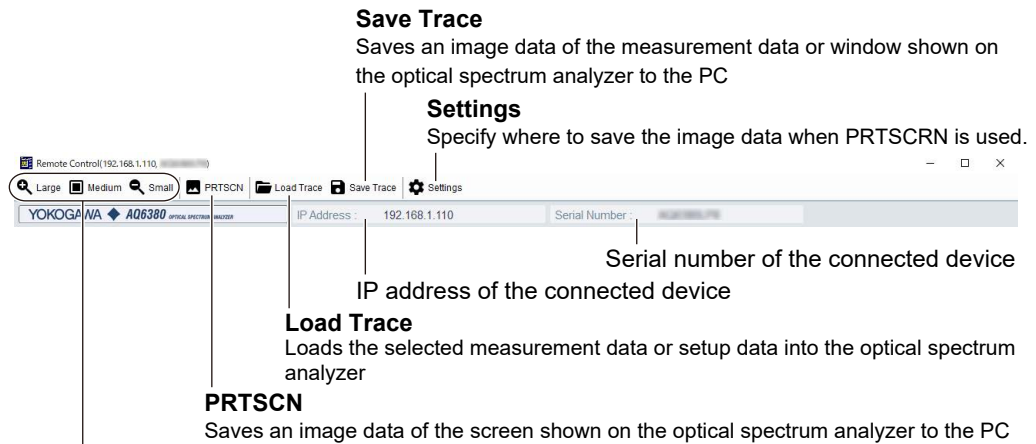 Save Trace
Saves an image data of the measurement data or window shown on
the optical spectrum analyzer to the PC
Settings
Specify where to save the image data when PRTSCRN is used.
Remote Control(192.168.1.110, )
Large Medium Small PRTSCN Load Trace Save Trace Settings
YOKOGAWA AQ6380 OPTICAL SPECTRUM ANALYZER IP Address : 192.168.1.110 Serial Number :
Serial number of the connected device
IP address of the connected device
Load Trace
Loads the selected measurement data or setup data into the optical spectrum
analyzer
PRTSCN
Saves an image data of the screen shown on the optical spectrum analyzer to the PC